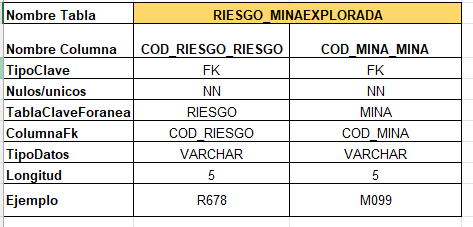 Nombre Tabla RIESGO_MINAEXPLORADA
Nombre Columna COD_RIESGO_RIESGO COD_MINA_MINA
TipoClave FK FK
Nulos/unicos NN NN
TablaClaveForanea RIESGO MINA
ColumnaFk COD_RIESGO COD_MINA
TipoDatos VARCHAR VARCHAR
Longitud 5 5
Ejemplo R678 M099